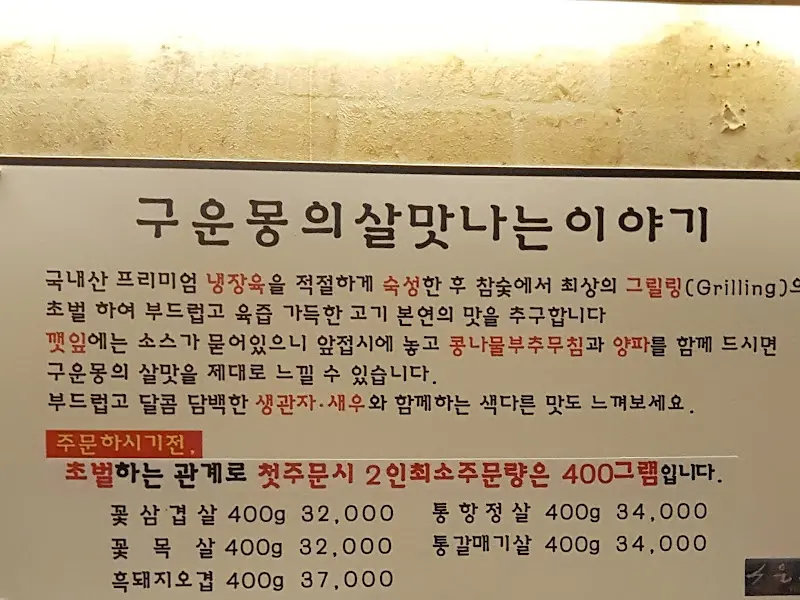 구운몽의살맛나는이야기
국내산 프리미엄 냉장육을 적절하게 숙성한 후 참숯에서 최상의 그릴링(Grilling)으
초벌 하여 부드럽고 육즙 가득한 고기 본연의 맛을 추구합니다
깻잎에는 소스가 묻어있으니 앞접시에 놓고 콩나물부추무침과 양파를 함께 드시면
구운몽의 살맛을 제대로 느낄 수 있습니다.
부드럽고 달콤 담백한 생관자·새우와 함께하는 색다른 맛도 느껴보세요.
주문하시기전,
초벌하는 관계로 첫주문시 2인최소주문량은 400그램입니다.
꽃삼겹살 400g 32,000 통항정살 400g 34,000
꽃목살 400g 32,000 통갈매기살 400g 34,000
흑돼지오겹 400g 37,000